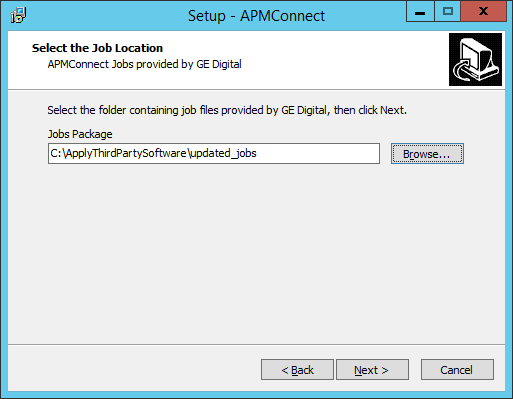 Setup - APMConnect
Select the Job Location
APMConnect Jobs provided by GE Digital
Select the folder containing job files provided by GE Digital, then click Next.
Jobs Package
C:\ApplyThirdPartySoftware\updated_jobs
Browse...
< Back
Next >
Cancel